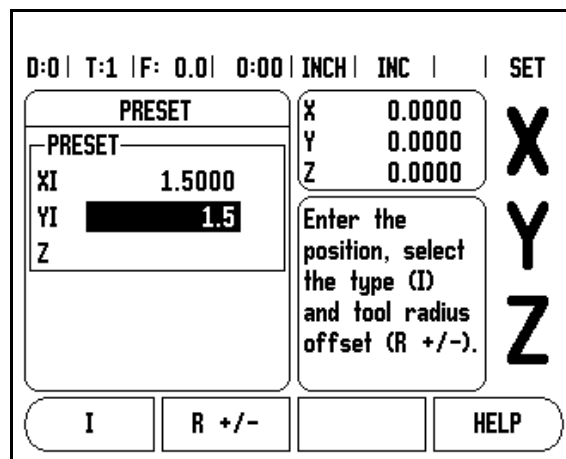 D:0 | T:1 | F: 0.0 | 0:00 | INCH | INC | | SET
PRESET
PRESET
XI 1.5000
YI 1.5
Z
X 0.0000
Y 0.0000
Z 0.0000
Enter the
position, select
the type (I)
and tool radius
offset (R +/-).
X
Y
Z
I R +/- HELP